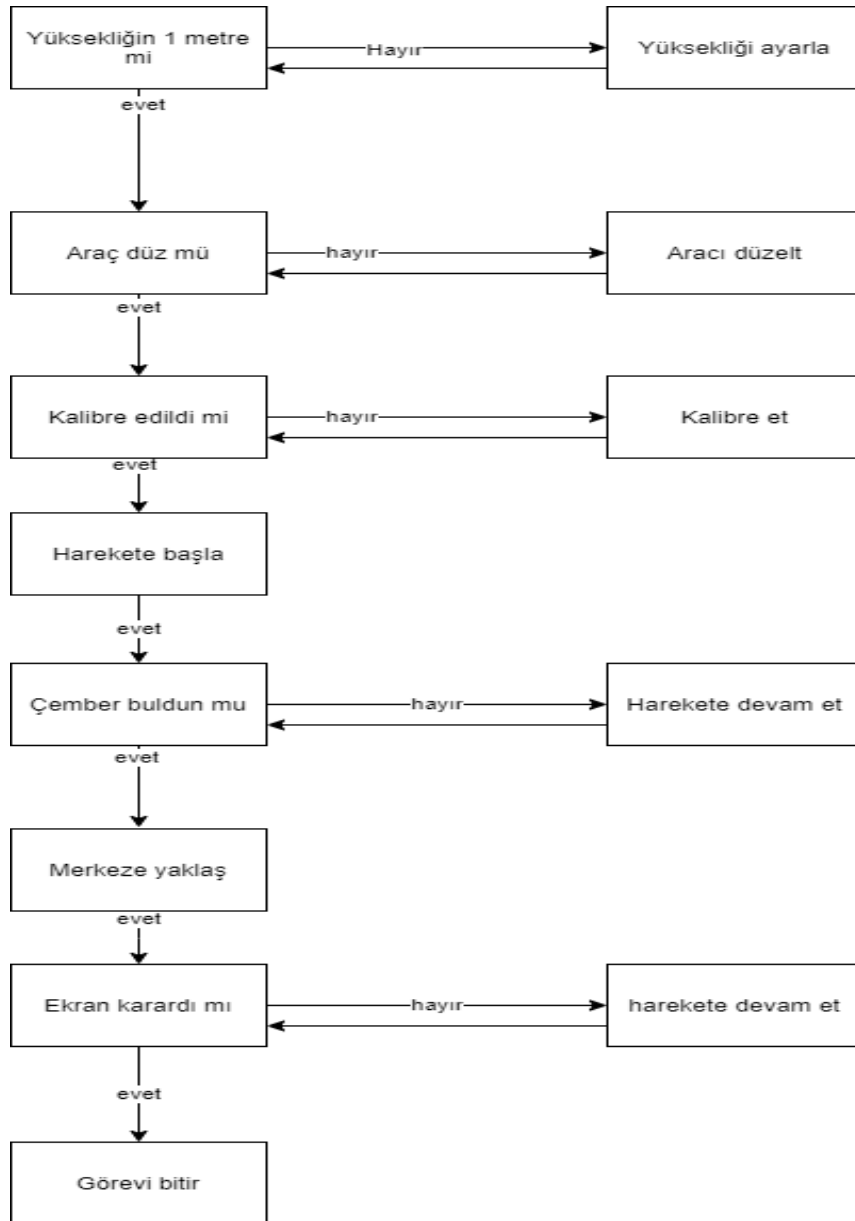 Yüksekliğin 1 metre
mi
Hayır
Yüksekliği ayarla
evet
Araç düz mü
hayır
Aracı düzelt
evet
Kalibre edildi mi
hayır
Kalibre et
evet
Harekete başla
evet
Çember buldun mu
hayır
Harekete devam et
evet
Merkeze yaklaş
evet
Ekran karardı mı
hayır
harekete devam et
evet
Görevi bitir